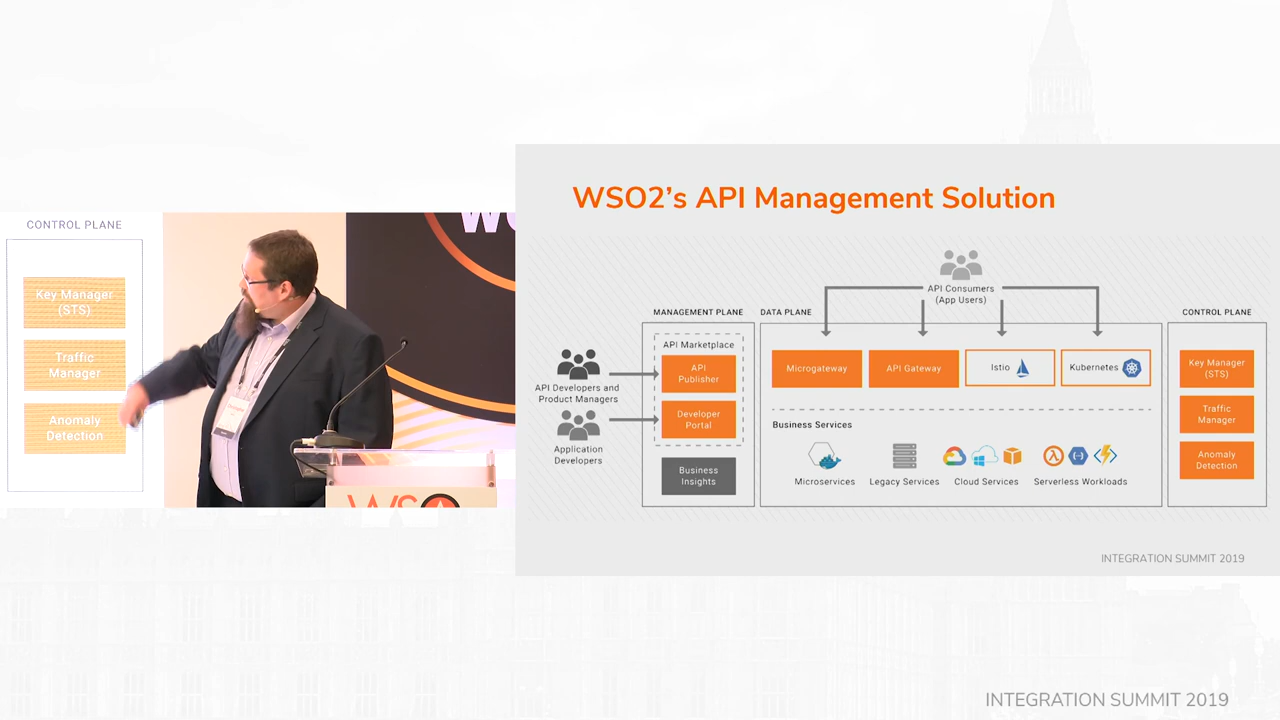 CONTROL PLANE
Key Manager
(STS)
Traffic
Manager
Anomaly
Detection
WSO
WSO2's API Management Solution
API Consumers
(App Users)
MANAGEMENT PLANE
DATA PLANE
CONTROL PLANE
API Marketplace
API
Publisher
Developer
Portal
Business
Insights
API Developers and
Product Managers
Application
Developers
Microgateway
API Gateway
Istio
Kubernetes
Business Services
Microservices
Legacy Services
Cloud Services
Serverless Workloads
Key Manager
(STS)
Traffic
Manager
Anomaly
Detection
INTEGRATION SUMMIT 2019
INTEGRATION SUMMIT 2019